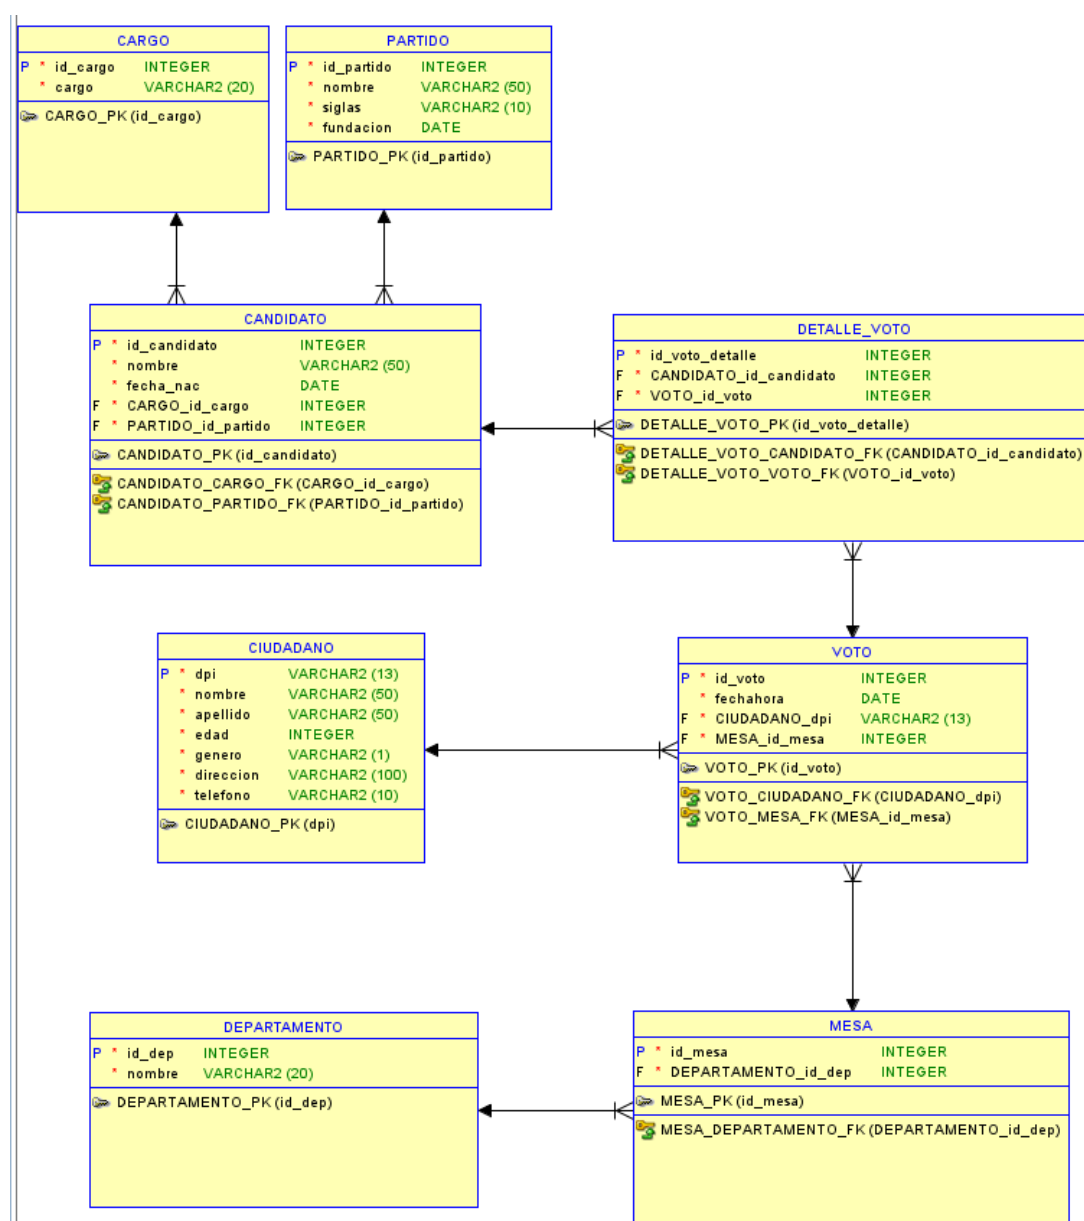 CARGO
P * id_cargo INTEGER
* cargo VARCHAR2 (20)
CARGO_PK (id_cargo)
PARTIDO
P * id_partido INTEGER
* nombre VARCHAR2 (50)
* siglas VARCHAR2 (10)
* fundacion DATE
PARTIDO_PK (id_partido)
CANDIDATO
P * id_candidato INTEGER
* nombre VARCHAR2 (50)
* fecha_nac DATE
F * CARGO_id_cargo INTEGER
F * PARTIDO_id_partido INTEGER
CANDIDATO_PK (id_candidato)
CANDIDATO_CARGO_FK (CARGO_id_cargo)
CANDIDATO_PARTIDO_FK (PARTIDO_id_partido)
DETALLE_VOTO
P * id_voto_detalle INTEGER
F * CANDIDATO_id_candidato INTEGER
F * VOTO_id_voto INTEGER
DETALLE_VOTO_PK (id_voto_detalle)
DETALLE_VOTO_CANDIDATO_FK (CANDIDATO_id_candidato)
DETALLE_VOTO_VOTO_FK (VOTO_id_voto)
CIUDADANO
P * dpi VARCHAR2 (13)
* nombre VARCHAR2 (50)
* apellido VARCHAR2 (50)
* edad INTEGER
* genero VARCHAR2 (1)
* direccion VARCHAR2 (100)
* telefono VARCHAR2 (10)
CIUDADANO_PK (dpi)
VOTO
P * id_voto INTEGER
* fechahora DATE
F * CIUDADANO_dpi VARCHAR2 (13)
F * MESA_id_mesa INTEGER
VOTO_PK (id_voto)
VOTO_CIUDADANO_FK (CIUDADANO_dpi)
VOTO_MESA_FK (MESA_id_mesa)
DEPARTAMENTO
P * id_dep INTEGER
* nombre VARCHAR2 (20)
DEPARTAMENTO_PK (id_dep)
MESA
P * id_mesa INTEGER
F * DEPARTAMENTO_id_dep INTEGER
MESA_PK (id_mesa)
MESA_DEPARTAMENTO_FK (DEPARTAMENTO_id_dep)